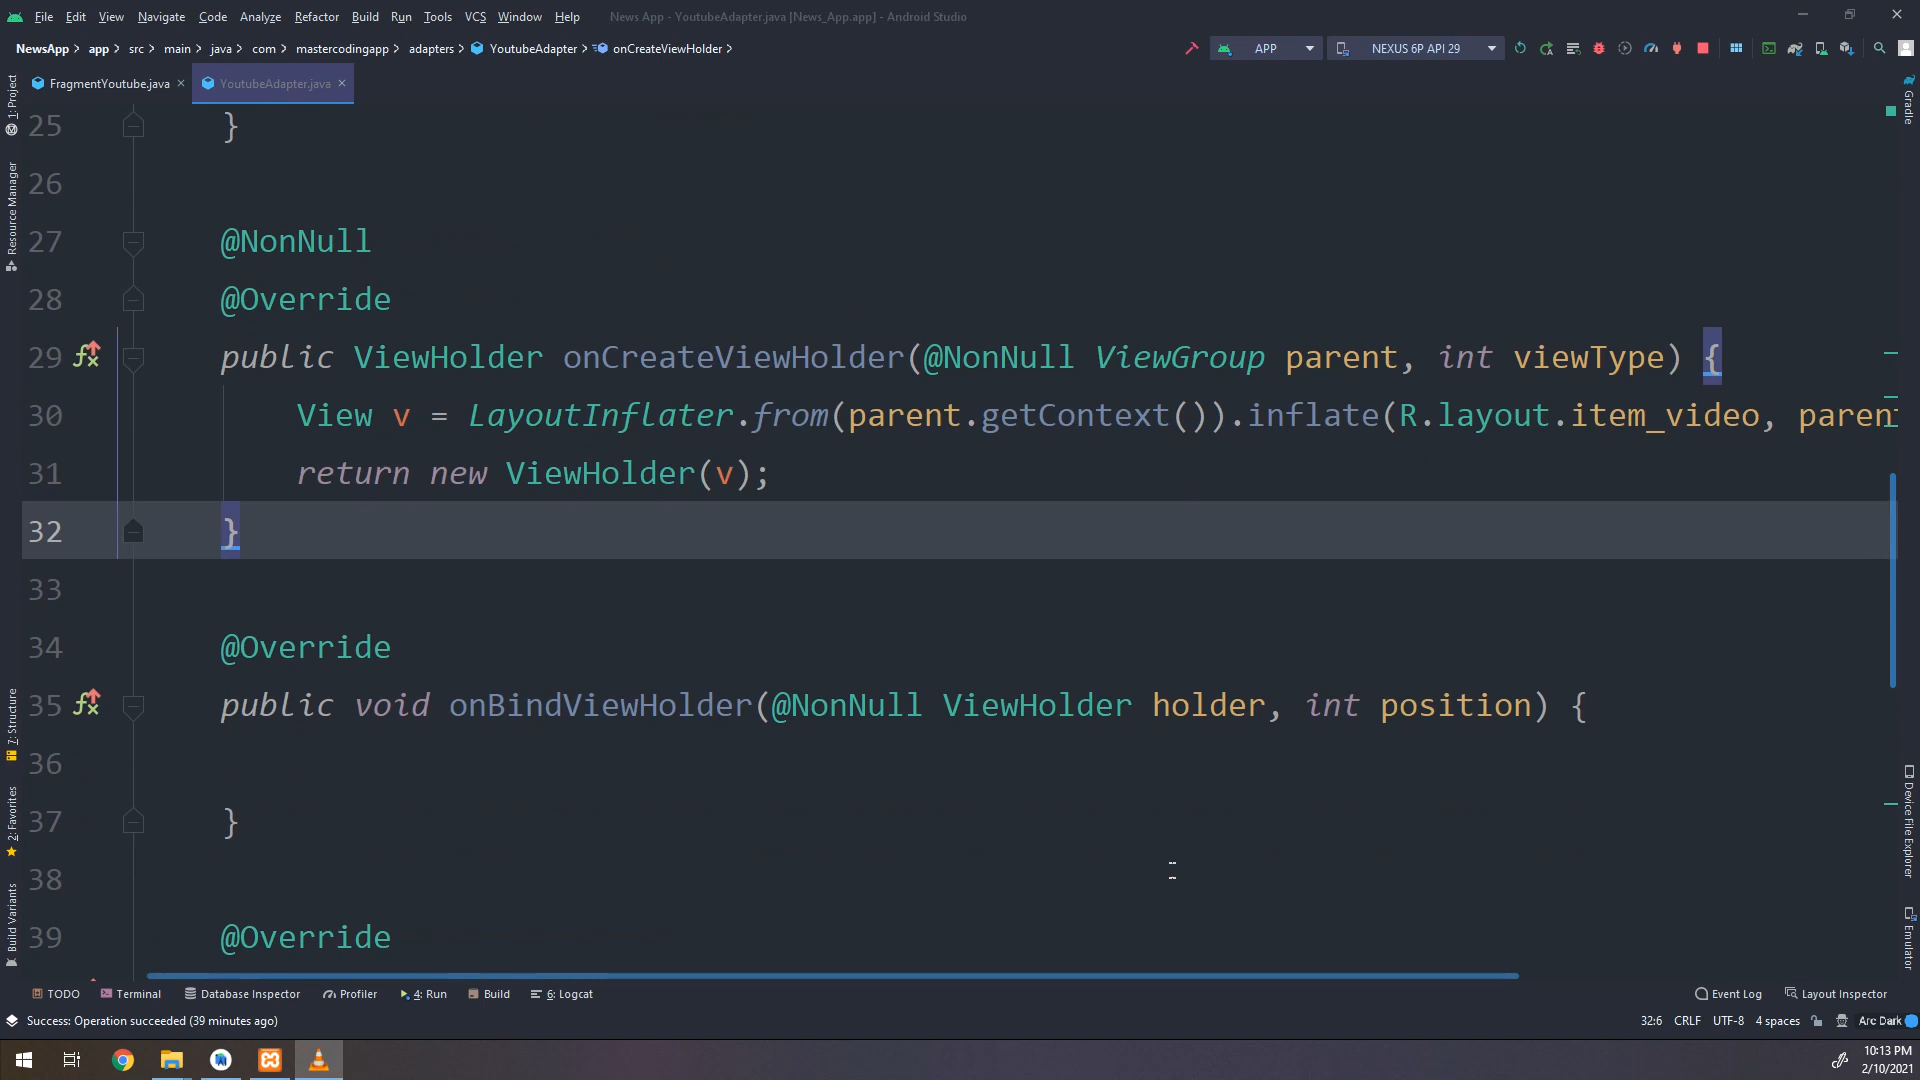 File Edit View Navigate Code Analyze Refactor Build Run Tools VCS Window Help News App - YoutubeAdapter.java [News_App.app] - Android Studio
NewsApp app src main java com mastercodingapp adapters YoutubeAdapter onCreateViewHolder APP NEXUS 6P API 29
FragmentYoutube.java YoutubeAdapter.java
1: Project
Resource Manager
7: Structure
2: Favorites
Build Variants
25 }
26
27 @NonNull
28 @Override
29 public ViewHolder onCreateViewHolder(@NonNull ViewGroup parent, int viewType) {
30 View v = LayoutInflater.from(parent.getContext()).inflate(R.layout.item_video, paren
31 return new ViewHolder(v);
32 }
33
34 @Override
35 public void onBindViewHolder(@NonNull ViewHolder holder, int position) {
36
37 }
38
39 @Override
Gradle
Device File Explorer
Emulator
TODO Terminal Database Inspector Profiler 4: Run Build 6: Logcat Event Log Layout Inspector
Success: Operation succeeded (39 minutes ago) 32:6 CRLF UTF-8 4 spaces Arc Dark
10:13 PM
2/10/2021